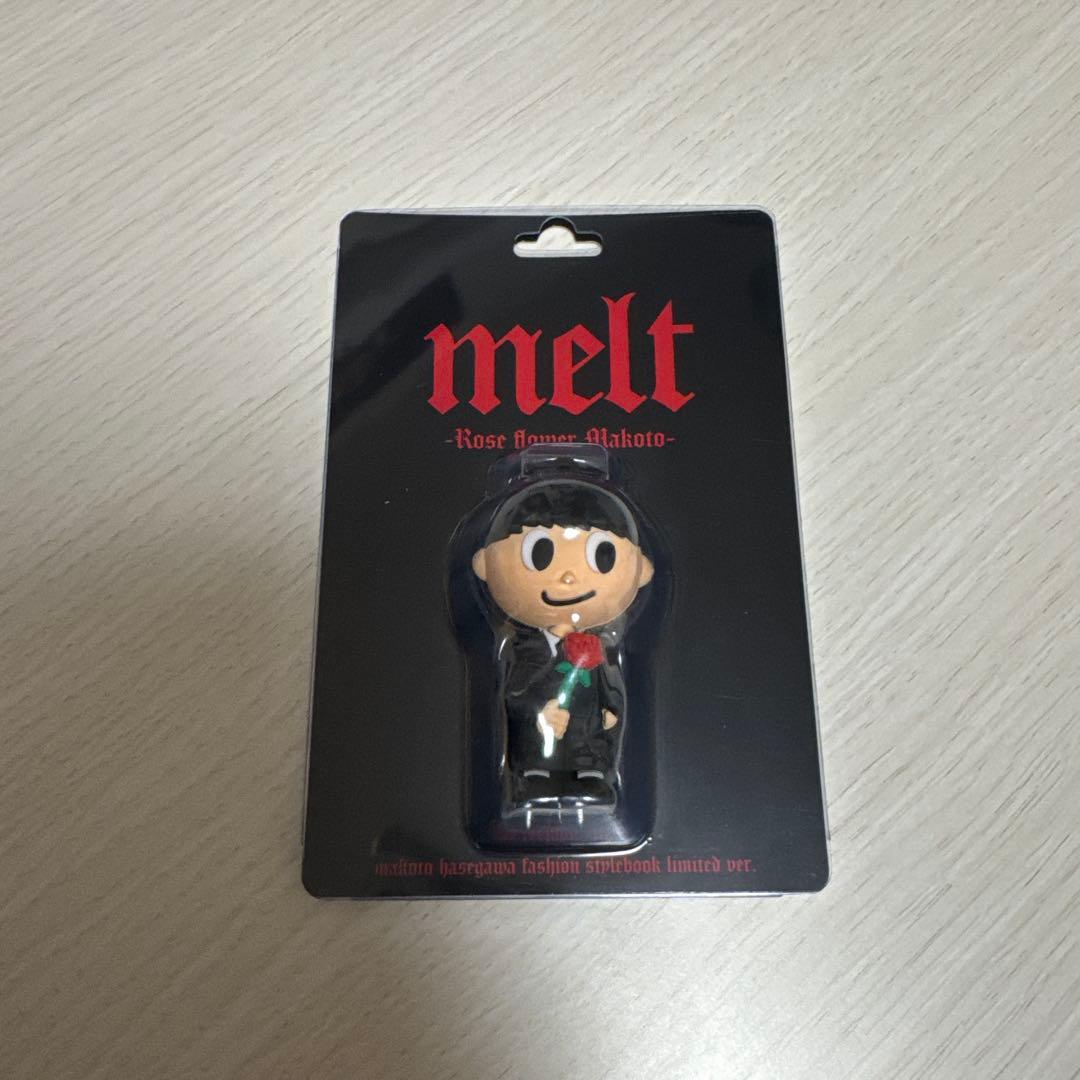 melt
-Rose flower Makoto-
makoto hasegawa fashion stylebook limited ver.